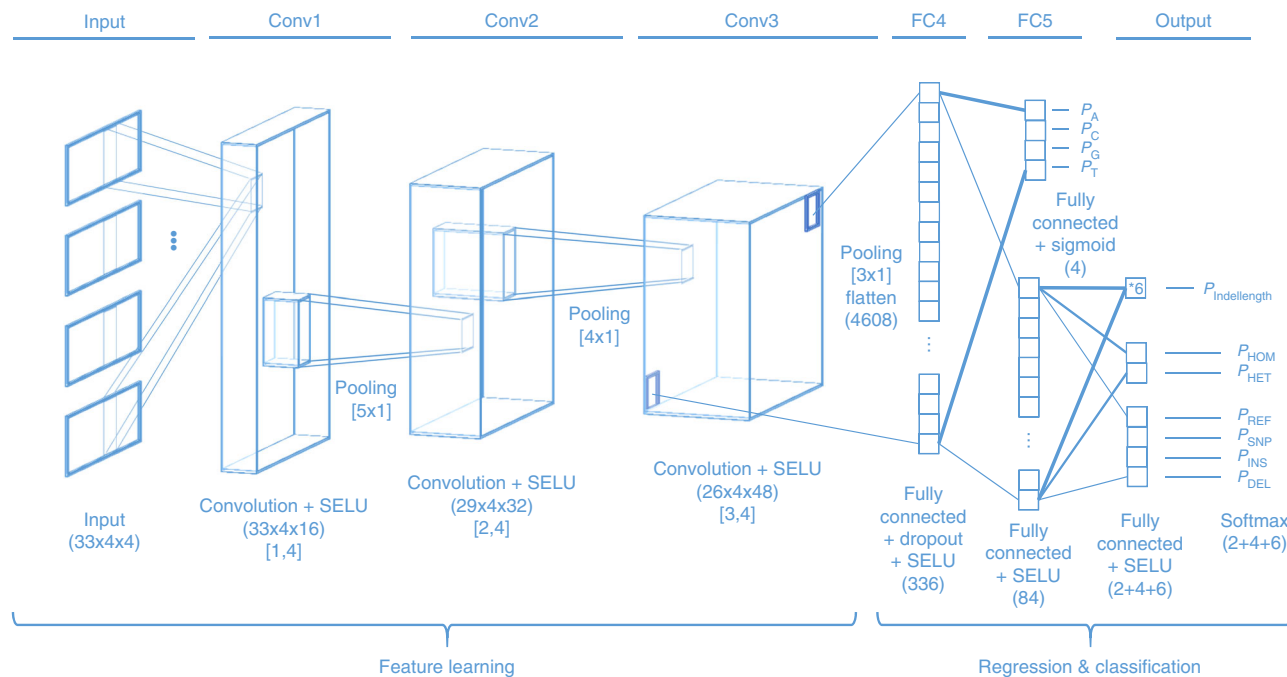 Input
Conv1
Conv2
Conv3
FC4
FC5
Output
Input
(33x4x4)
Convolution + SELU
(33x4x16)
[1,4]
Pooling
[5x1]
Convolution + SELU
(29x4x32)
[2,4]
Pooling
[4x1]
Convolution + SELU
(26x4x48)
[3,4]
Pooling
[3x1]
flatten
(4608)
Fully
connected
+ dropout
+ SELU
(336)
P_A
P_C
P_G
P_T
Fully
connected
+ sigmoid
(4)
Fully
connected
+ SELU
(84)
*6
P_Indellength
P_HOM
P_HET
P_REF
P_SNP
P_INS
P_DEL
Fully
connected
+ SELU
(2+4+6)
Softmax
(2+4+6)
Feature learning
Regression & classification